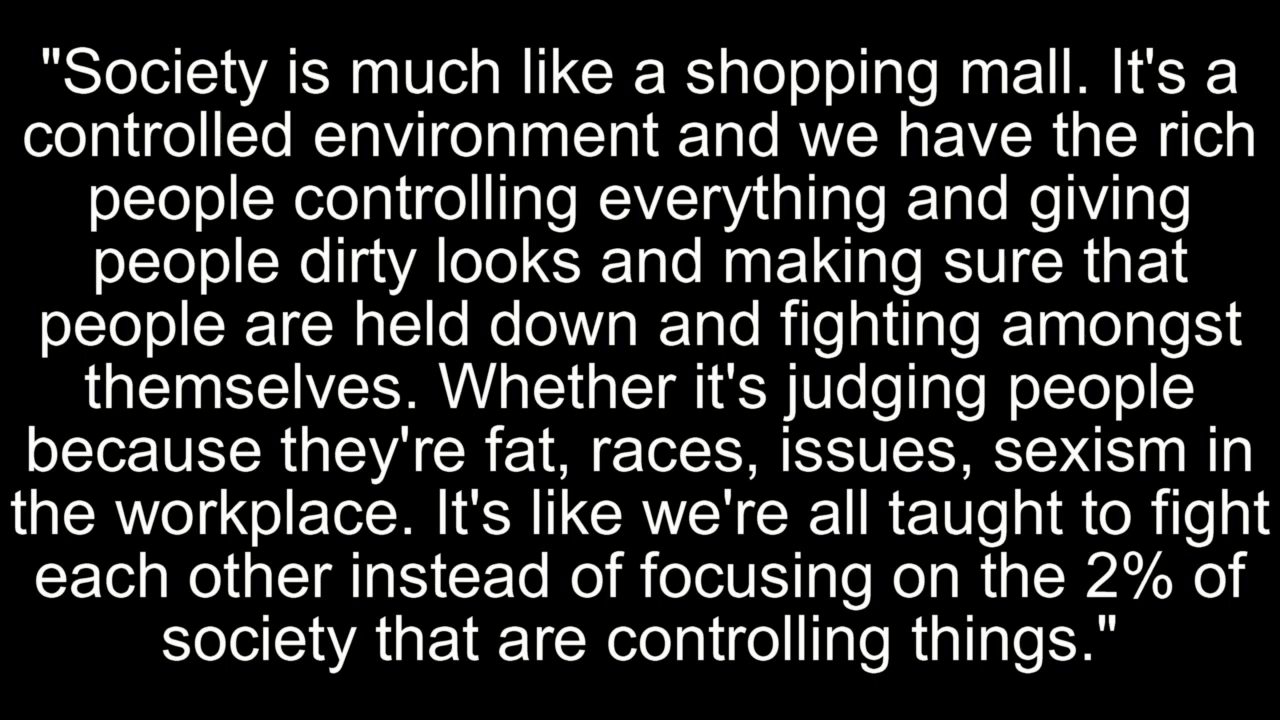 "Society is much like a shopping mall. It's a
controlled environment and we have the rich
people controlling everything and giving
people dirty looks and making sure that
people are held down and fighting amongst
themselves. Whether it's judging people
because they're fat, races, issues, sexism in
the workplace. It's like we're all taught to fight
each other instead of focusing on the 2% of
society that are controlling things."